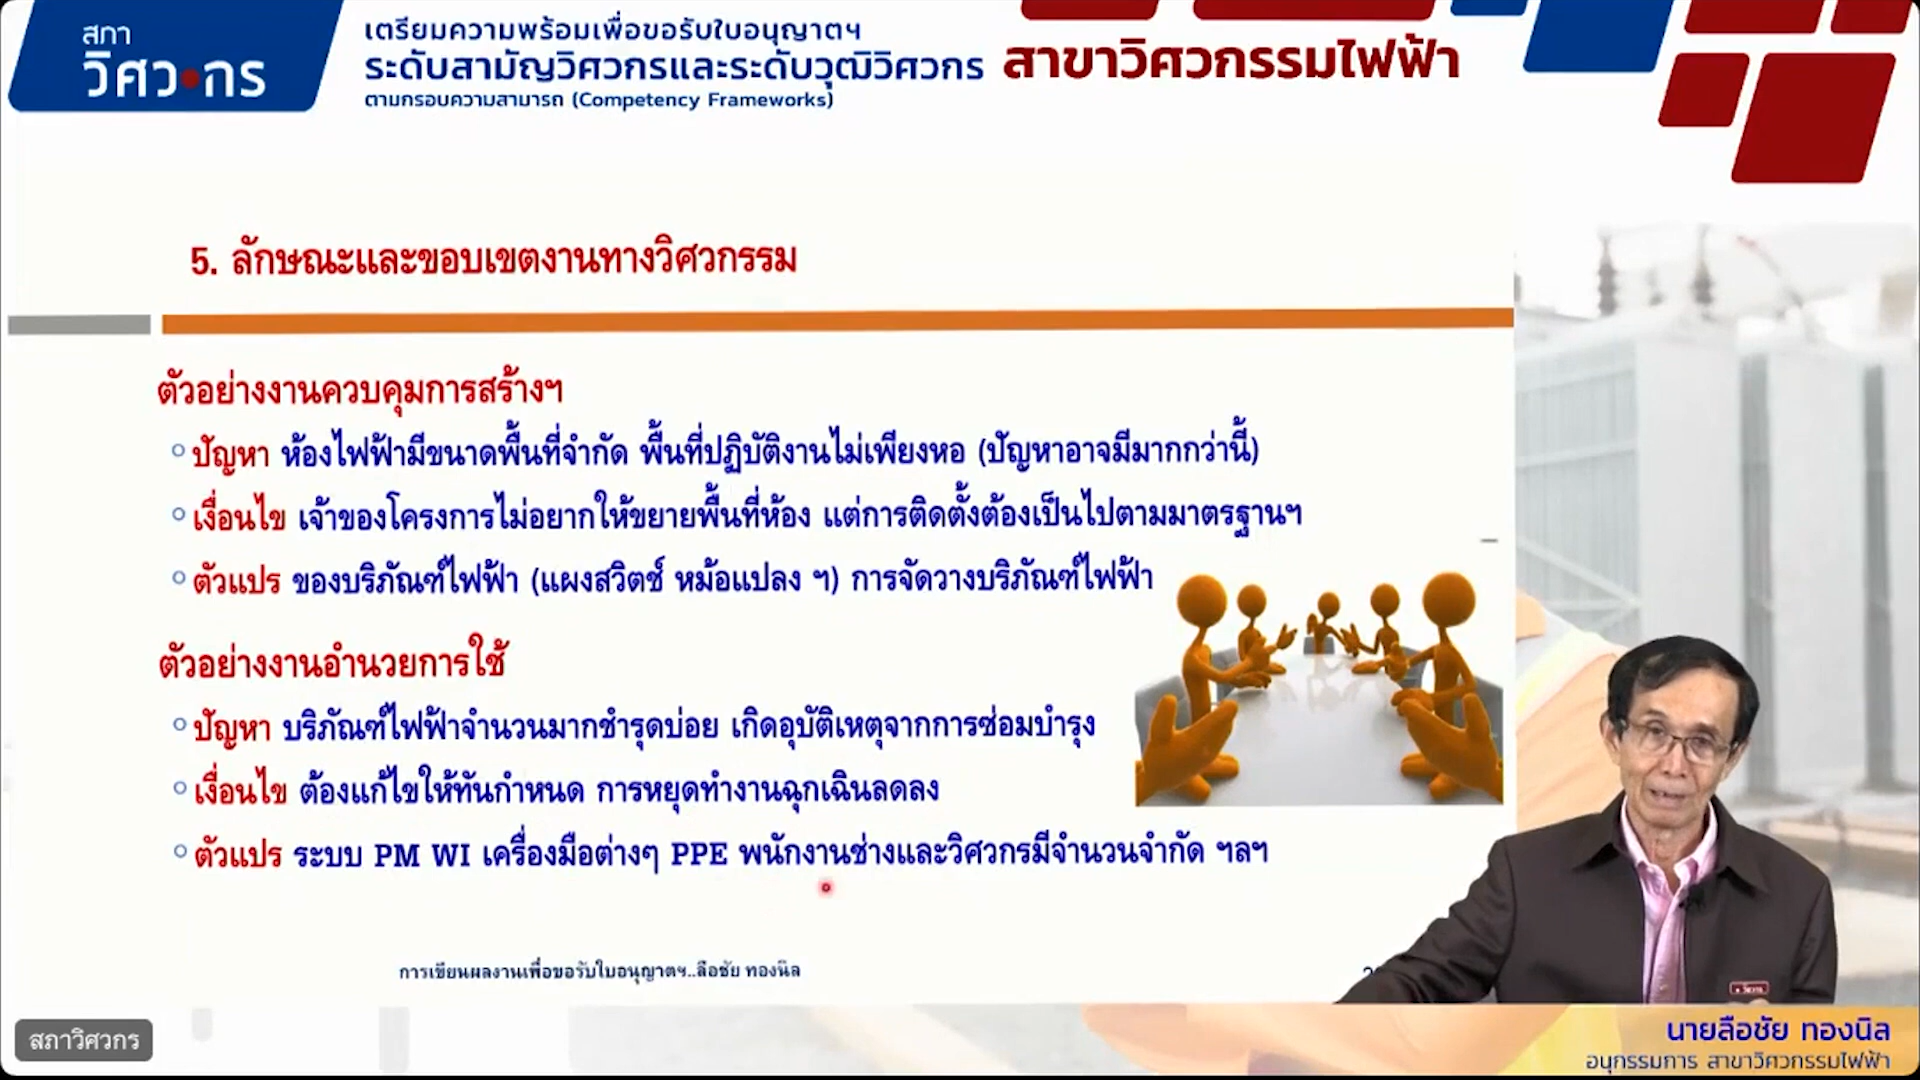 สภา
วิศวกร
เตรียมความพร้อมเพื่อขอรับใบอนุญาตฯ
ระดับสามัญวิศวกรและระดับวุฒิวิศวกร สาขาวิศวกรรมไฟฟ้า
ตามกรอบความสามารถ (Competency Frameworks)
5. ลักษณะและขอบเขตงานทางวิศวกรรม
ตัวอย่างงานควบคุมการสร้างฯ
ปัญหา ห้องไฟฟ้ามีขนาดพื้นที่จำกัด พื้นที่ปฏิบัติงานไม่เพียงหอ (ปัญหาอาจมีมากกว่านี้)
เงื่อนไข เจ้าของโครงการไม่อยากให้ขยายพื้นที่ห้อง แต่การติดตั้งต้องเป็นไปตามมาตรฐานฯ
ตัวแปร ของบริภัณฑ์ไฟฟ้า (แผงสวิตช์ หม้อแปลง ฯ) การจัดวางบริภัณฑ์ไฟฟ้า
ตัวอย่างงานอำนวยการใช้
ปัญหา บริภัณฑ์ไฟฟ้าจำนวนมากชำรุดบ่อย เกิดอุบัติเหตุจากการซ่อมบำรุง
เงื่อนไข ต้องแก้ไขให้ทันกำหนด การหยุดทำงานฉุกเฉินลดลง
ตัวแปร ระบบ PM WI เครื่องมือต่างๆ PPE พนักงานช่างและวิศวกรมีจำนวนจำกัด ฯลฯ
การเขียนผลงานเพื่อขอรับใบอนุญาตฯ..ลือชัย ทองนิล
สภาวิศวกร
นายลือชัย ทองนิล
อนุกรรมการ สาขาวิศวกรรมไฟฟ้า